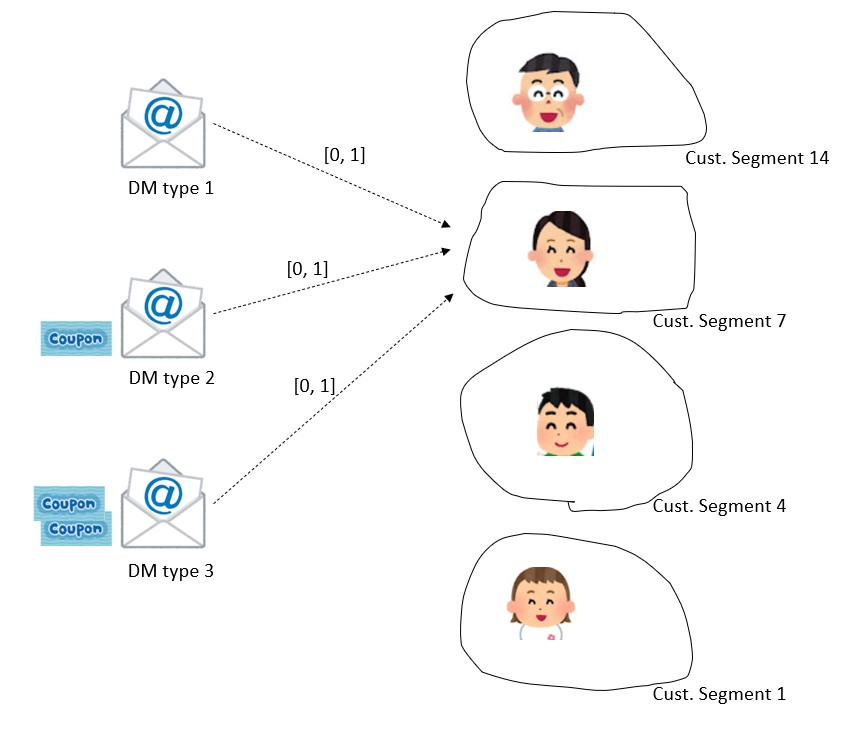 [0, 1]
Cust. Segment 14
@
DM type 1
[0, 1]
@
Coupon
DM type 2
Cust. Segment 7
[0, 1]
@
Coupon
Coupon
DM type 3
Cust. Segment 4
Cust. Segment 1